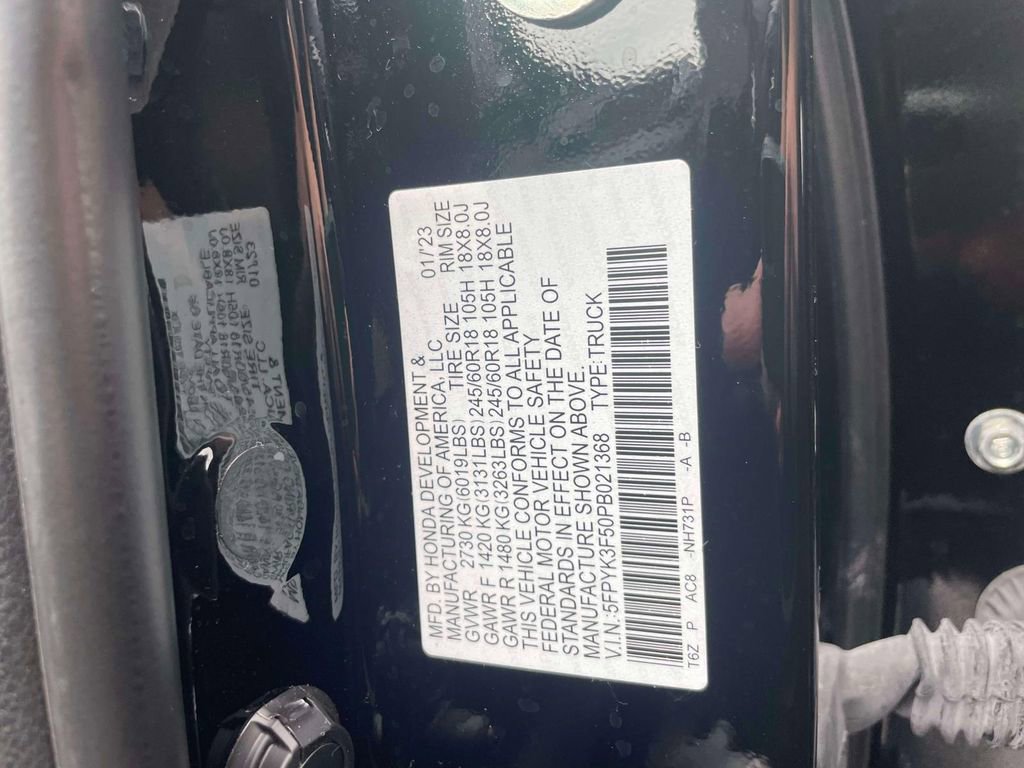 MFD. BY HONDA DEVELOPMENT &
MANUFACTURING OF AMERICA, LLC 01/23
GVWR 2730 KG(6019LBS) TIRE SIZE RIM SIZE
GAWR F 1420 KG(3131LBS) 245/60R18 105H 18X8.0J
GAWR R 1480 KG(3263LBS) 245/60R18 105H 18X8.0J
THIS VEHICLE CONFORMS TO ALL APPLICABLE
FEDERAL MOTOR VEHICLE SAFETY
STANDARDS IN EFFECT ON THE DATE OF
MANUFACTURE SHOWN ABOVE.
V.I.N.:5FPYK3F50PB021368 TYPE:TRUCK
T6Z P AC8 -NH731P -A -B